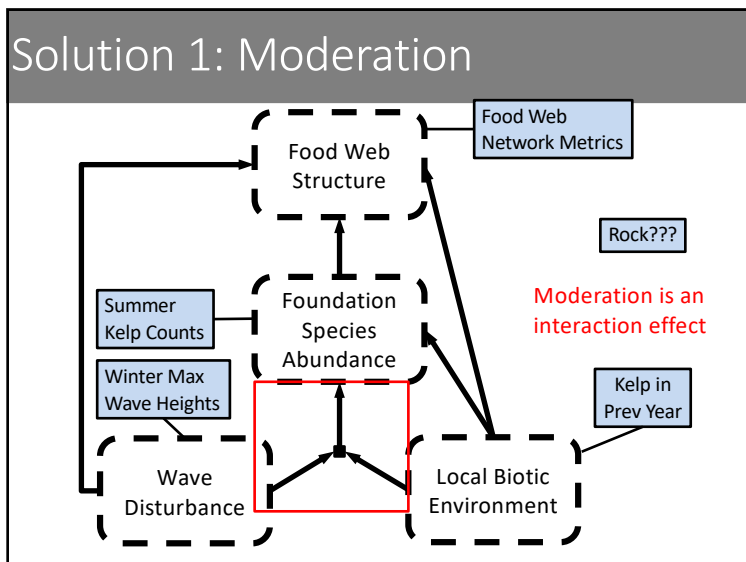 Solution 1: Moderation
Food Web
Structure
Food Web
Network Metrics
Rock???
Moderation is an
interaction effect
Summer
Kelp Counts
Foundation
Species
Abundance
Winter Max
Wave Heights
Kelp in
Prev Year
Wave
Disturbance
Local Biotic
Environment